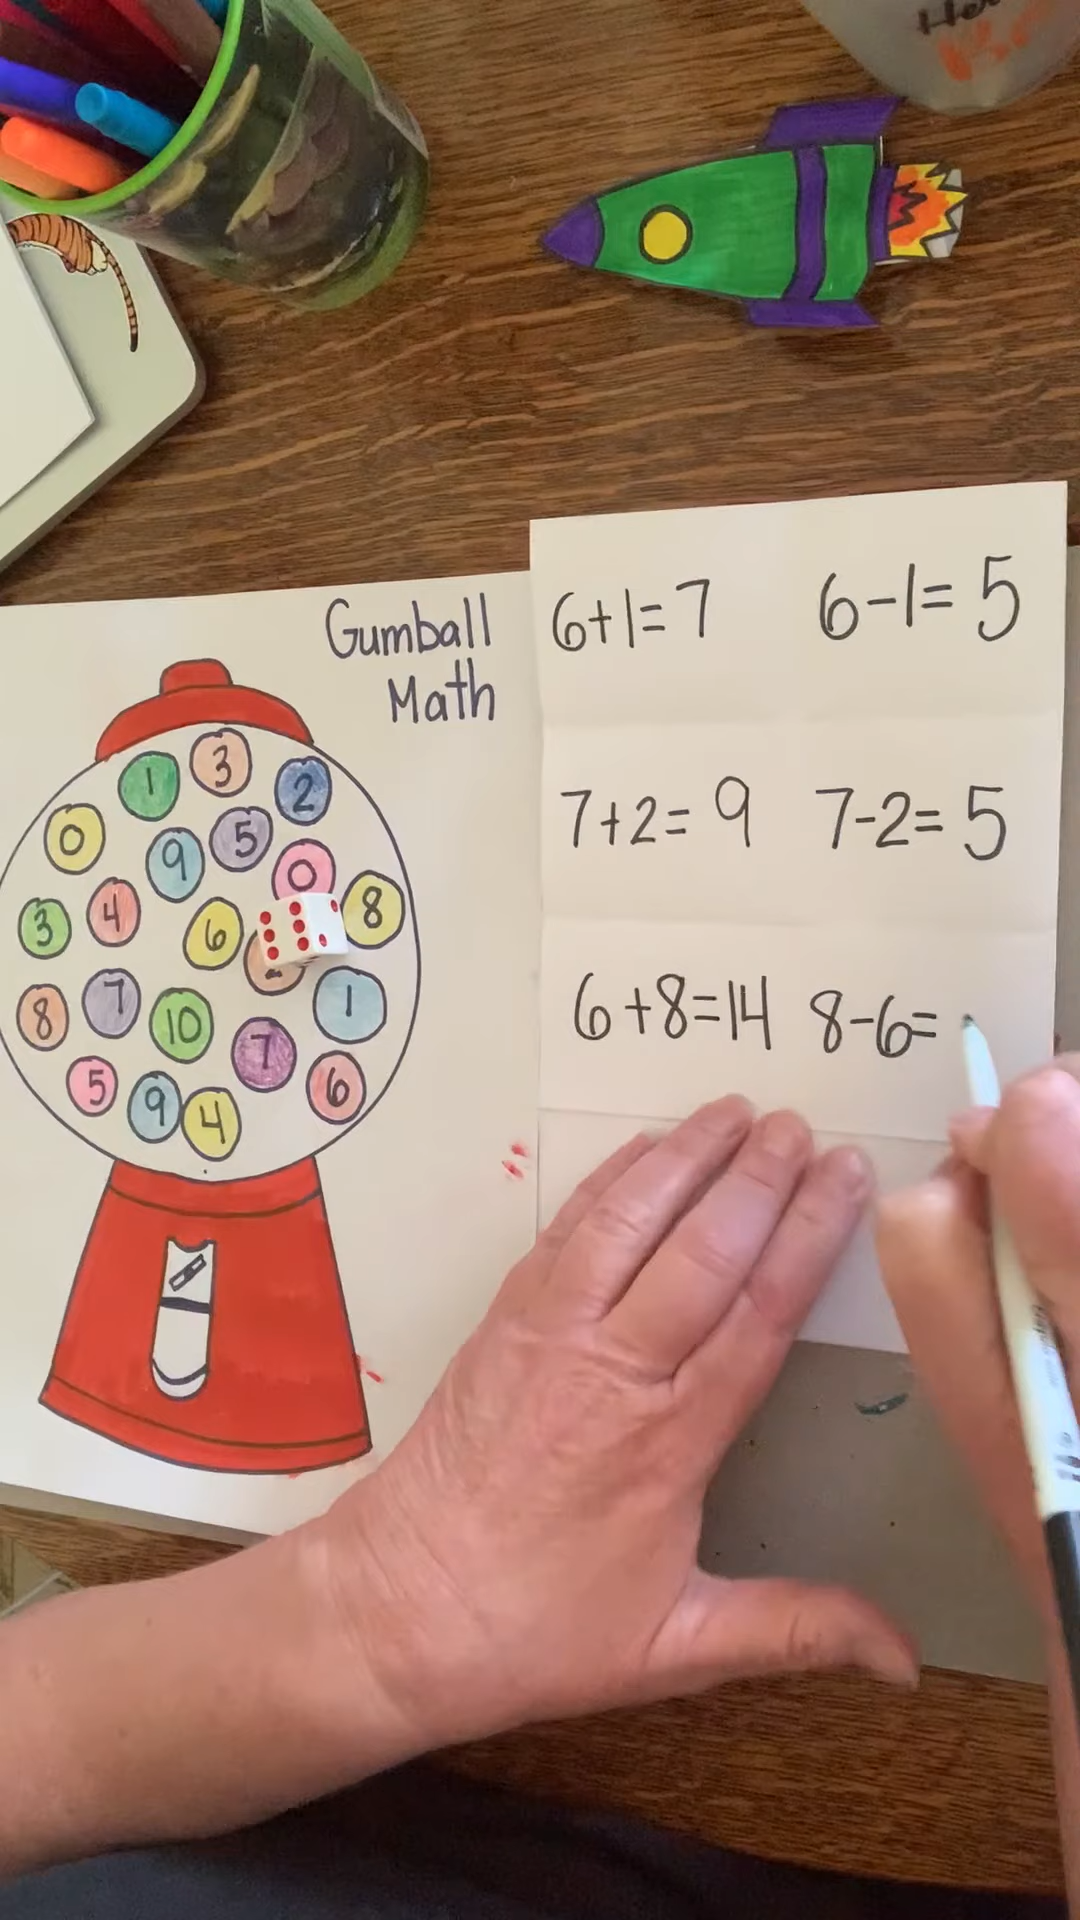 Her
Gumball
Math
6+1=7 6-1=5
7+2=9 7-2=5
6+8=14 8-6=
3
1 2
0 9 5
0
3 4 6 8
8 7 10 1
7
5 9 4 6